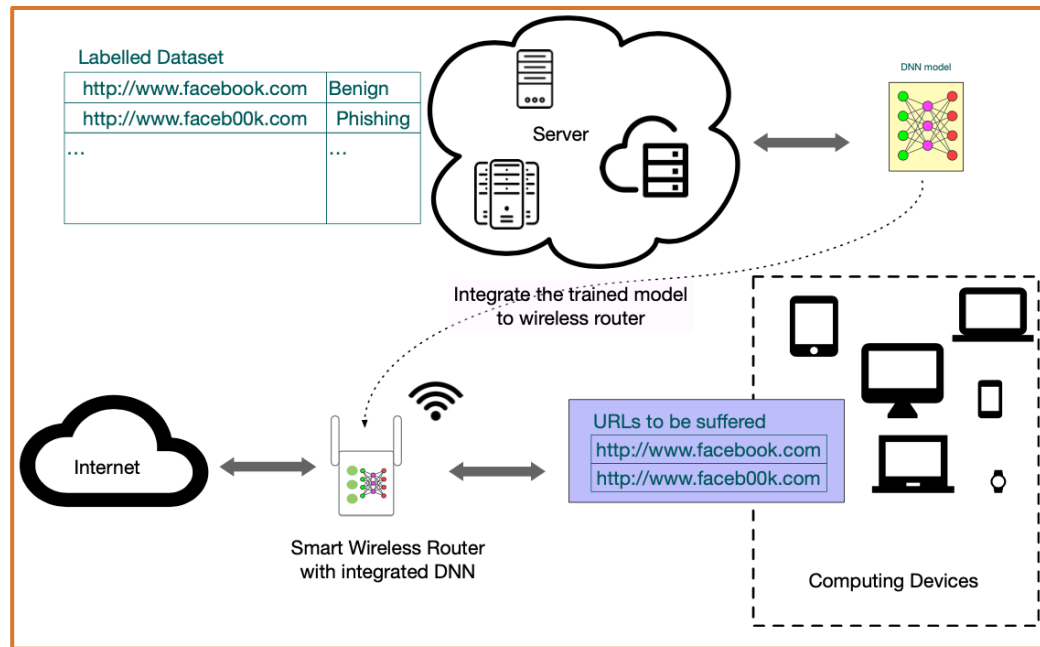 Labelled Dataset
http://www.facebook.com Benign
http://www.faceb00k.com Phishing
... ...
Server
DNN model
Integrate the trained model
to wireless router
Internet
Smart Wireless Router
with integrated DNN
URLs to be suffered
http://www.facebook.com
http://www.faceb00k.com
Computing Devices